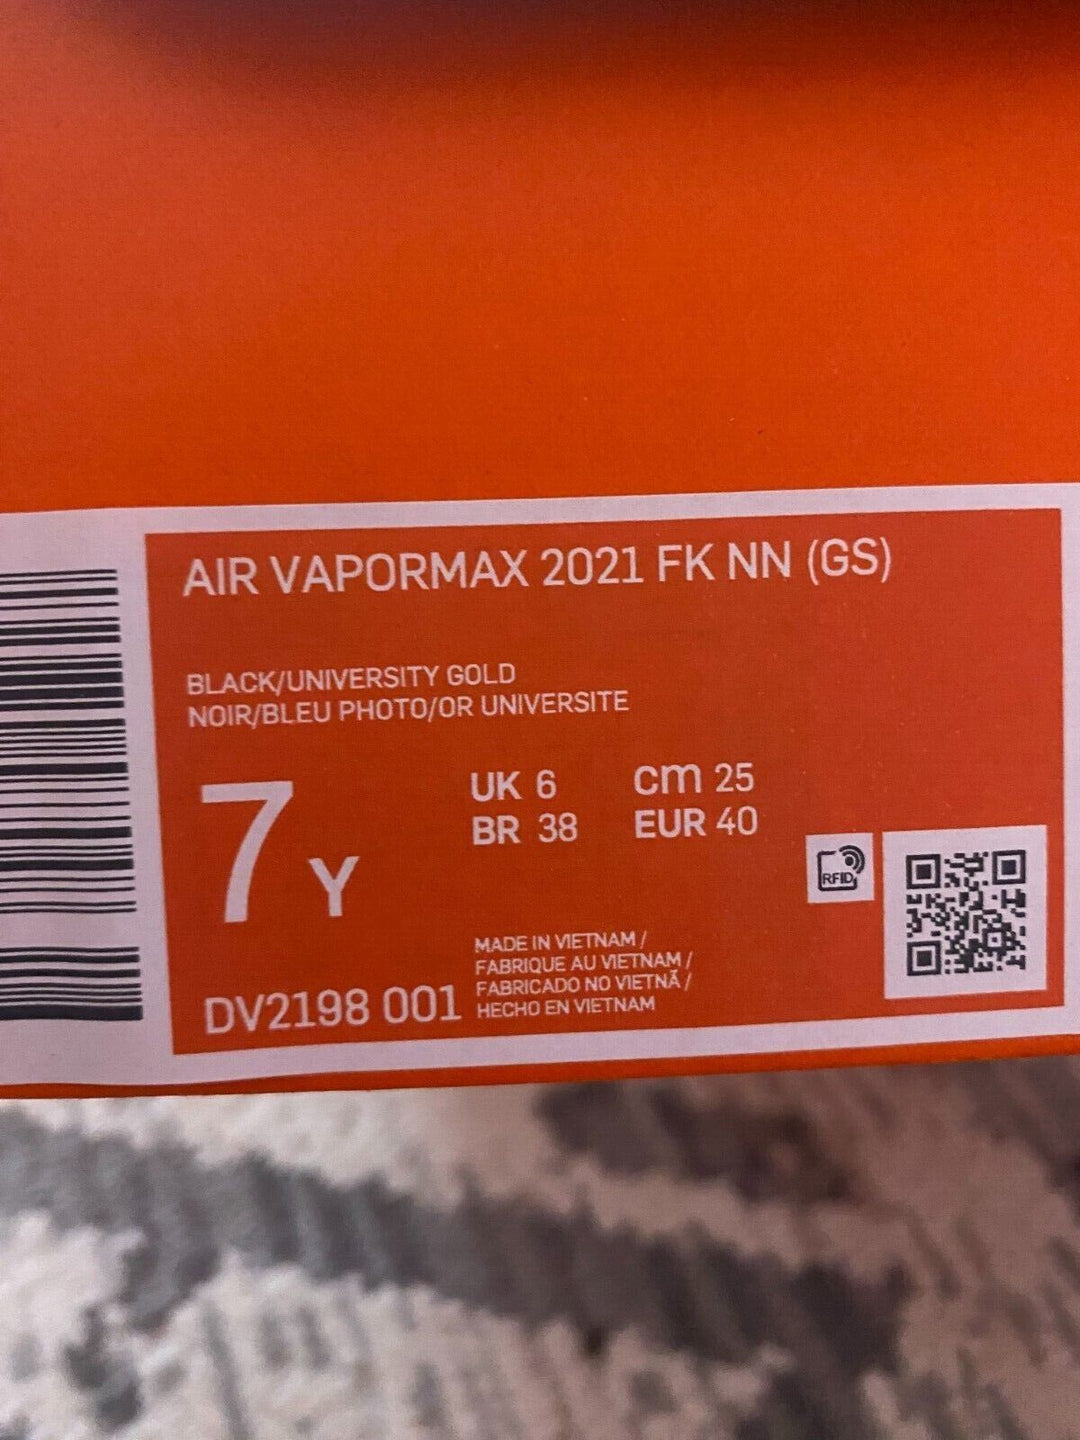 AIR VAPORMAX 2021 FK NN (GS)
BLACK/UNIVERSITY GOLD
NOIR/BLEU PHOTO/OR UNIVERSITE
7Y
UK 6 cm 25
BR 38 EUR 40
RFID
MADE IN VIETNAM /
FABRIQUE AU VIETNAM /
FABRICADO NO VIETNÃ /
HECHO EN VIETNAM
DV2198 001